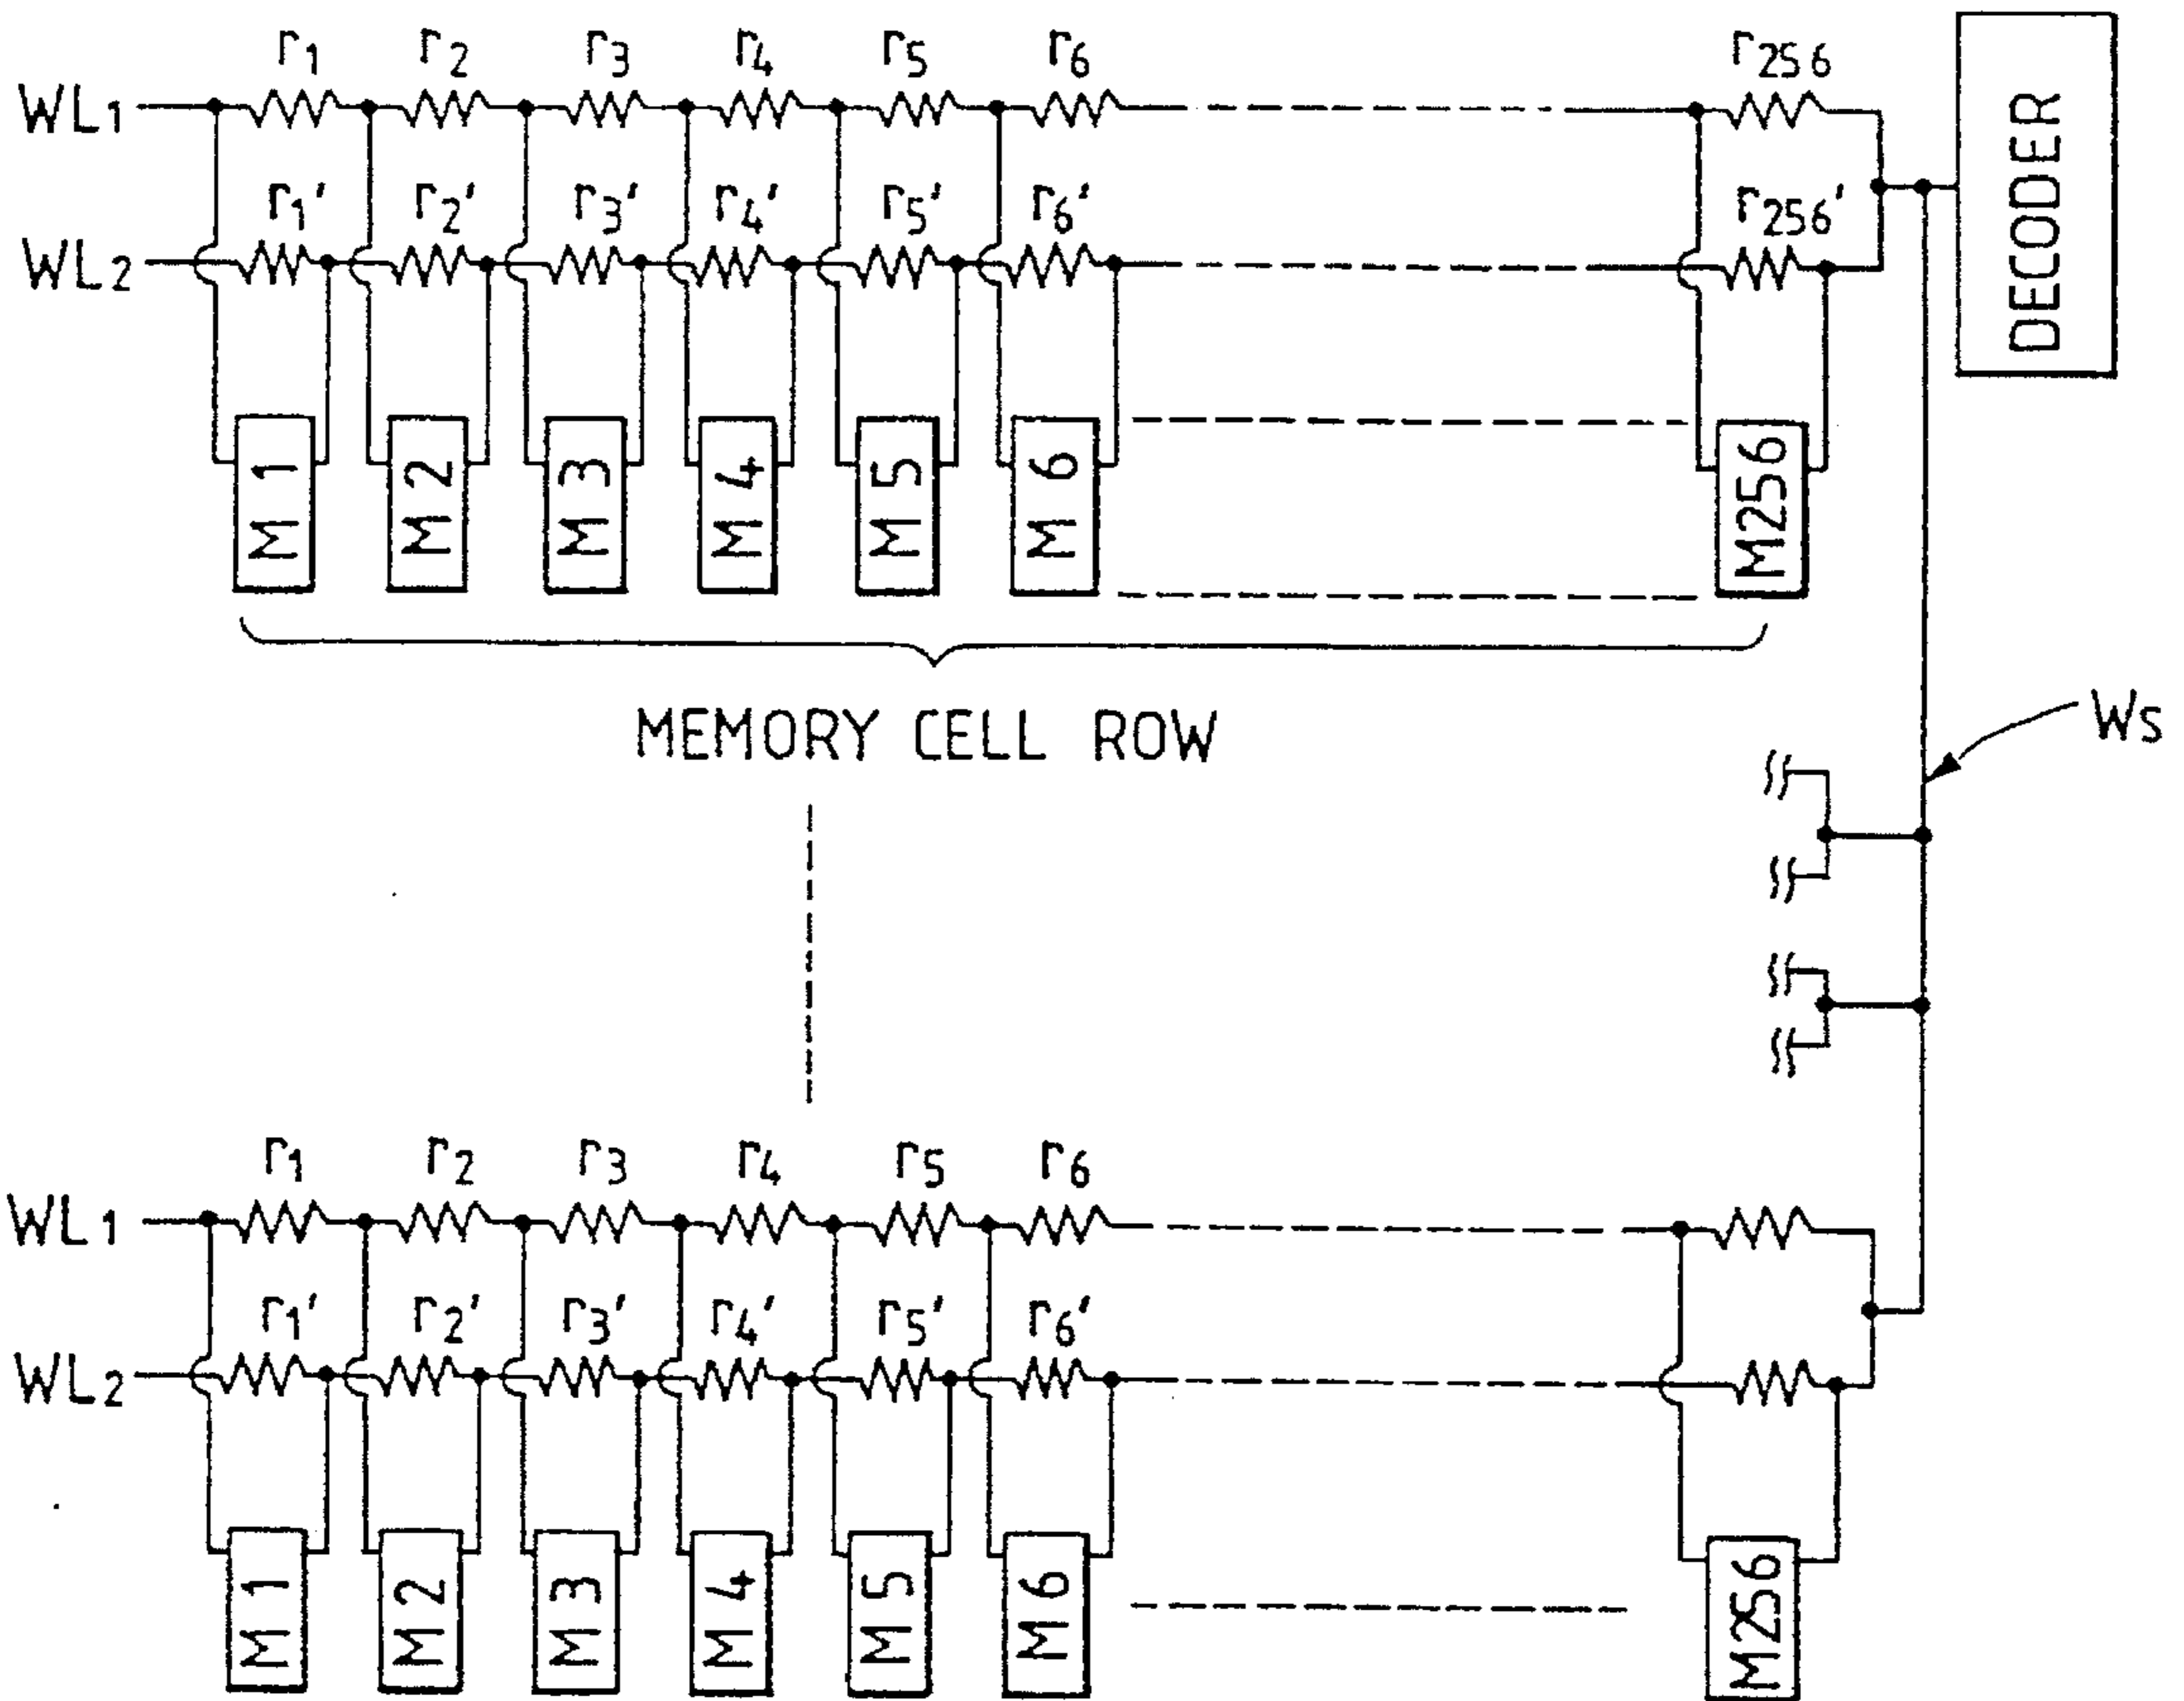 r1 r2 r3 r4 r5 r6 r256
WL1
r1' r2' r3' r4' r5' r6' r256'
WL2
DECODER
M1 M2 M3 M4 M5 M6 M256
MEMORY CELL ROW
WS
r1 r2 r3 r4 r5 r6
WL1
r1' r2' r3' r4' r5' r6'
WL2
M1 M2 M3 M4 M5 M6 M256